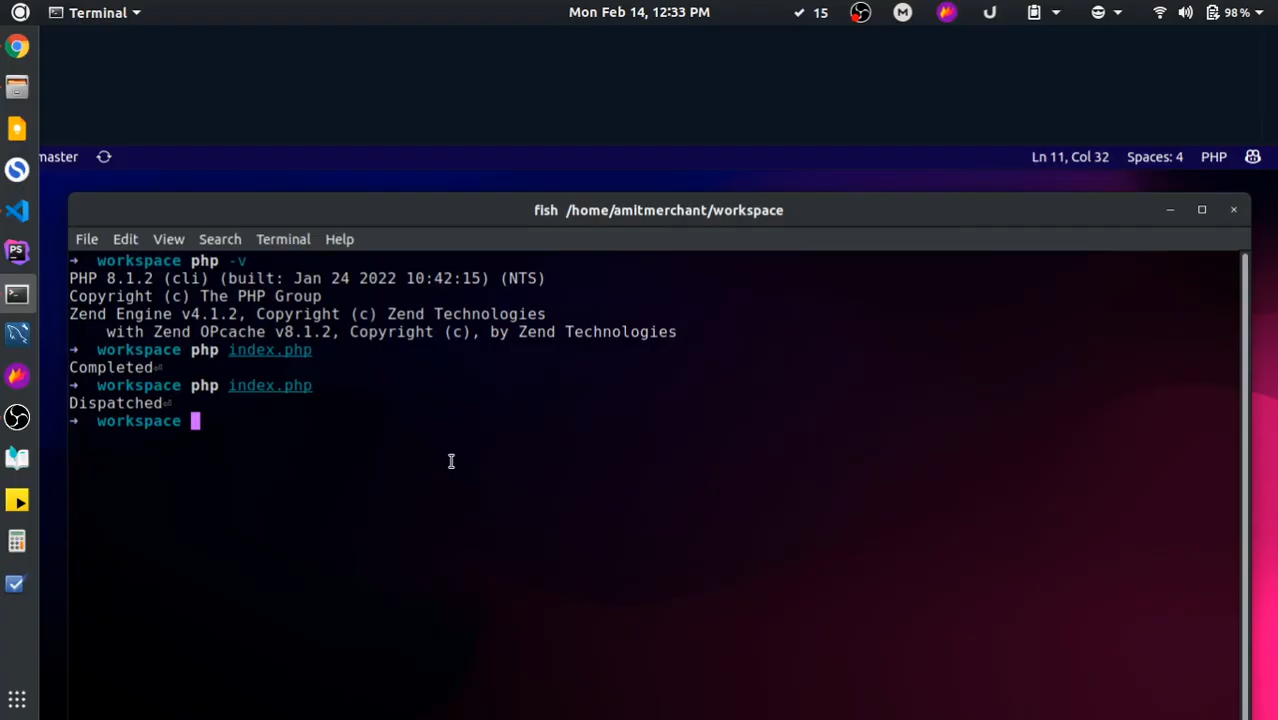 Terminal Mon Feb 14, 12:33 PM 15 M 98%
master Ln 11, Col 32 Spaces: 4 PHP
fish /home/amitmerchant/workspace
File Edit View Search Terminal Help
➜ workspace php -v
PHP 8.1.2 (cli) (built: Jan 24 2022 10:42:15) (NTS)
Copyright (c) The PHP Group
Zend Engine v4.1.2, Copyright (c) Zend Technologies
    with Zend OPcache v8.1.2, Copyright (c), by Zend Technologies
➜ workspace php index.php
Completed⏎
➜ workspace php index.php
Dispatched⏎
➜ workspace
PS